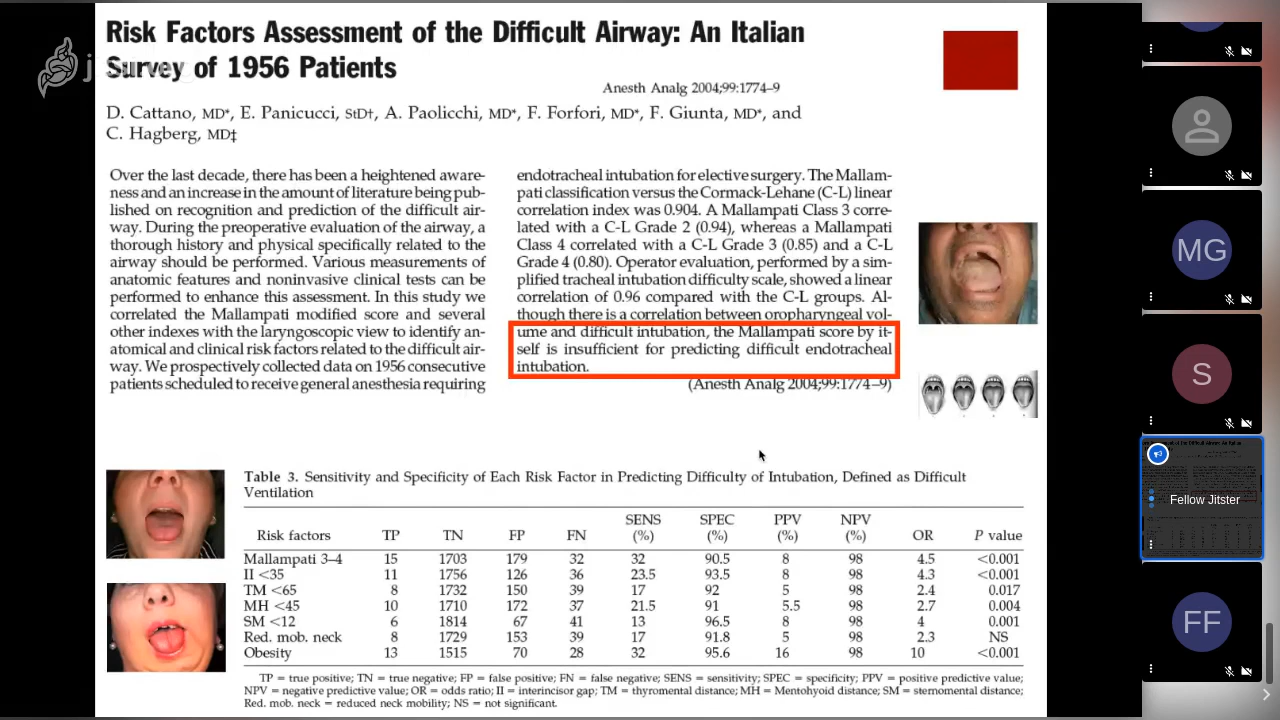 Risk Factors Assessment of the Difficult Airway: An Italian
Survey of 1956 Patients
Anesth Analg 2004;99:1774–9
D. Cattano, MD*, E. Panicucci, StD†, A. Paolicchi, MD*, F. Forfori, MD*, F. Giunta, MD*, and
C. Hagberg, MD‡
Over the last decade, there has been a heightened aware-
ness and an increase in the amount of literature being pub-
lished on recognition and prediction of the difficult air-
way. During the preoperative evaluation of the airway, a
thorough history and physical specifically related to the
airway should be performed. Various measurements of
anatomic features and noninvasive clinical tests can be
performed to enhance this assessment. In this study we
correlated the Mallampati modified score and several
other indexes with the laryngoscopic view to identify an-
atomical and clinical risk factors related to the difficult air-
way. We prospectively collected data on 1956 consecutive
patients scheduled to receive general anesthesia requiring
endotracheal intubation for elective surgery. The Mallam-
pati classification versus the Cormack-Lehane (C-L) linear
correlation index was 0.904. A Mallampati Class 3 corre-
lated with a C-L Grade 2 (0.94), whereas a Mallampati
Class 4 correlated with a C-L Grade 3 (0.85) and a C-L
Grade 4 (0.80). Operator evaluation, performed by a sim-
plified tracheal intubation difficulty scale, showed a linear
correlation of 0.96 compared with the C-L groups. Al-
though there is a correlation between oropharyngeal vol-
ume and difficult intubation, the Mallampati score by it-
self is insufficient for predicting difficult endotracheal
intubation.
(Anesth Analg 2004;99:1774–9)
Table 3. Sensitivity and Specificity of Each Risk Factor in Predicting Difficulty of Intubation, Defined as Difficult
Ventilation
Risk factors TP TN FP FN SENS (%) SPEC (%) PPV (%) NPV (%) OR P value
Mallampati 3–4 15 1703 179 32 32 90.5 8 98 4.5 <0.001
II <35 11 1756 126 36 23.5 93.5 8 98 4.3 <0.001
TM <65 8 1732 150 39 17 92 5 98 2.4 0.017
MH <45 10 1710 172 37 21.5 91 5.5 98 2.7 0.004
SM <12 6 1814 67 41 13 96.5 8 98 4 0.001
Red. mob. neck 8 1729 153 39 17 91.8 5 98 2.3 NS
Obesity 13 1515 70 28 32 95.6 16 98 10 <0.001
TP = true positive; TN = true negative; FP = false positive; FN = false negative; SENS = sensitivity; SPEC = specificity; PPV = positive predictive value;
NPV = negative predictive value; OR = odds ratio; II = interincisor gap; TM = thyromental distance; MH = Mentohyoid distance; SM = sternomental distance;
Red. mob. neck = reduced neck mobility; NS = not significant.
MG
S
Fellow Jitster
FF